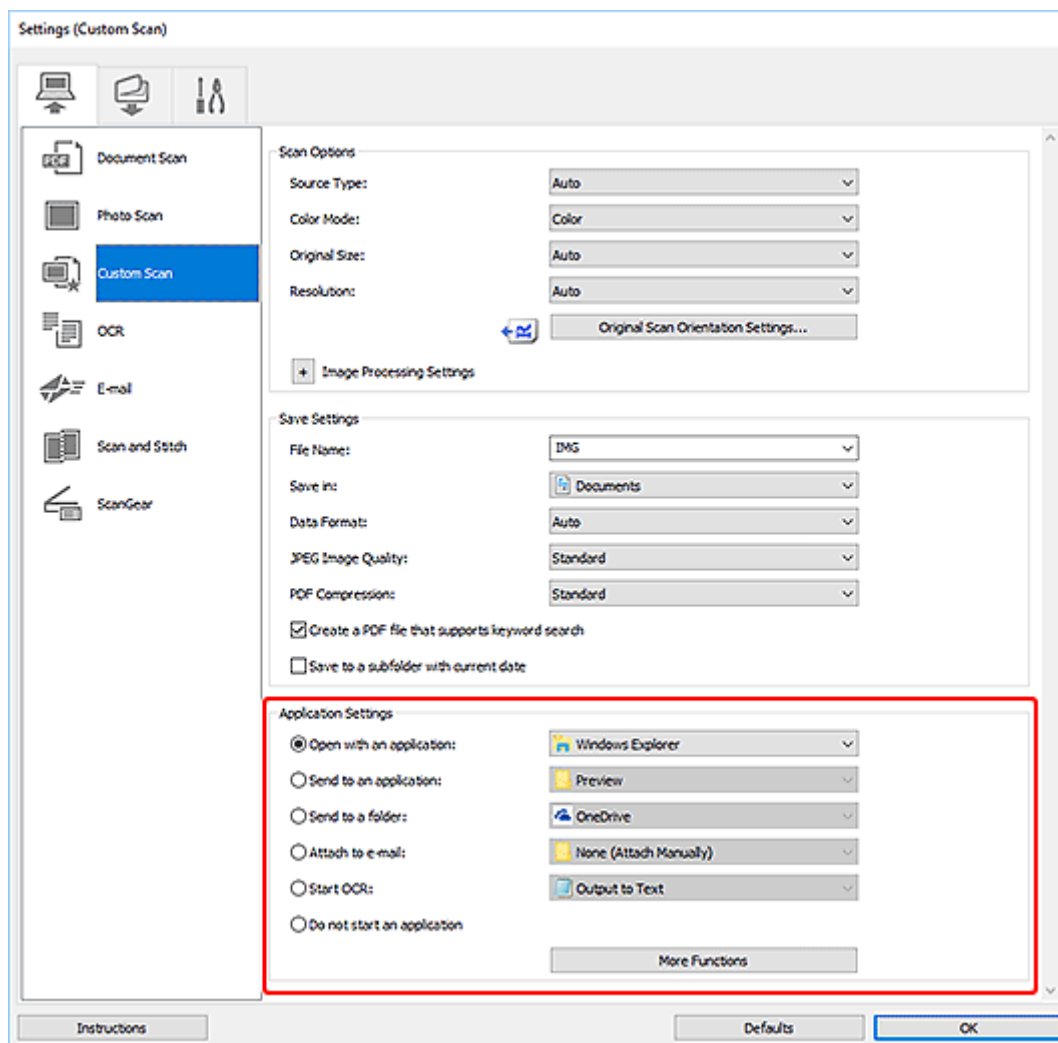 Settings (Custom Scan)
PDF
Document Scan
Photo Scan
Custom Scan
OCR
E-mail
Scan and Stitch
ScanGear
Scan Options
Source Type: Auto
Color Mode: Color
Original Size: Auto
Resolution: Auto
R Original Scan Orientation Settings...
+ Image Processing Settings
Save Settings
File Name: IMG
Save in: Documents
Data Format: Auto
JPEG Image Quality: Standard
PDF Compression: Standard
Create a PDF file that supports keyword search
Save to a subfolder with current date
Application Settings
Open with an application: Windows Explorer
Send to an application: Preview
Send to a folder: OneDrive
Attach to e-mail: None (Attach Manually)
Start OCR: Output to Text
Do not start an application
More Functions
Instructions Defaults OK